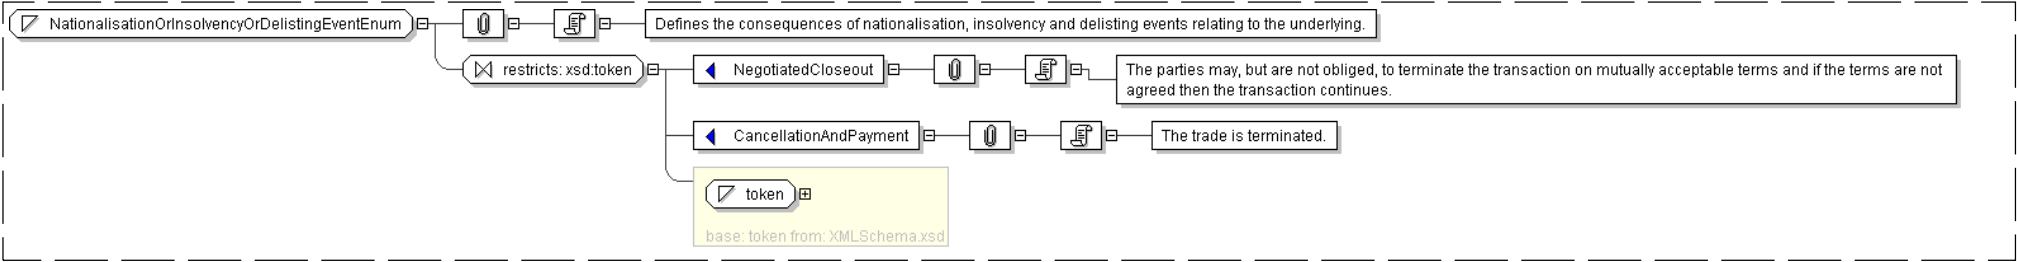 NationalisationOrInsolvencyOrDelistingEventEnum
Defines the consequences of nationalisation, insolvency and delisting events relating to the underlying.
restricts: xsd:token
NegotiatedCloseout
The parties may, but are not obliged, to terminate the transaction on mutually acceptable terms and if the terms are not
agreed then the transaction continues.
CancellationAndPayment
The trade is terminated.
token
base: token from: XMLSchema.xsd